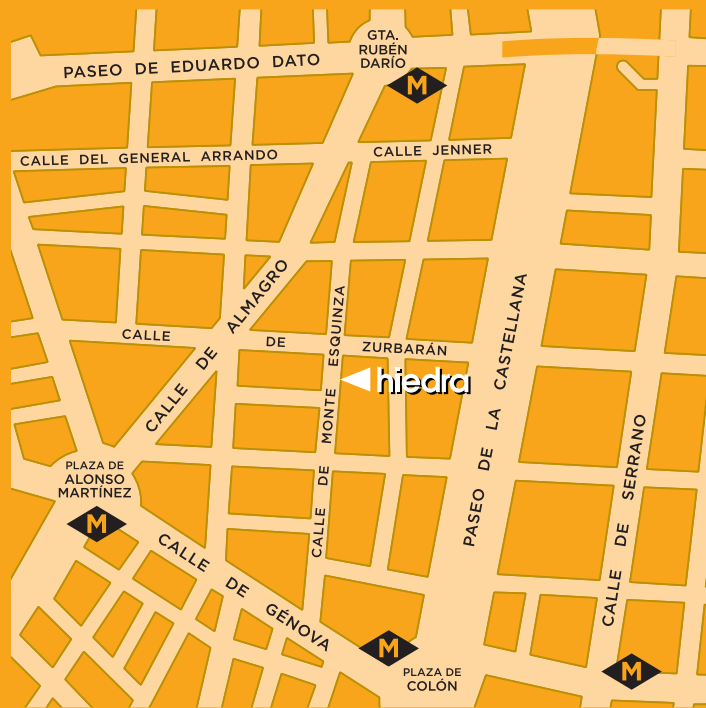 GTA.
RUBÉN
DARÍO
PASEO DE EDUARDO DATO
M
CALLE DEL GENERAL ARRANDO
CALLE JENNER
CALLE DE ALMAGRO
CALLE DE ZURBARÁN
CALLE DE MONTE ESQUINZA
hiedra
PASEO DE LA CASTELLANA
CALLE DE SERRANO
PLAZA DE
ALONSO
MARTÍNEZ
M
CALLE DE GÉNOVA
M
PLAZA DE
COLÓN
M